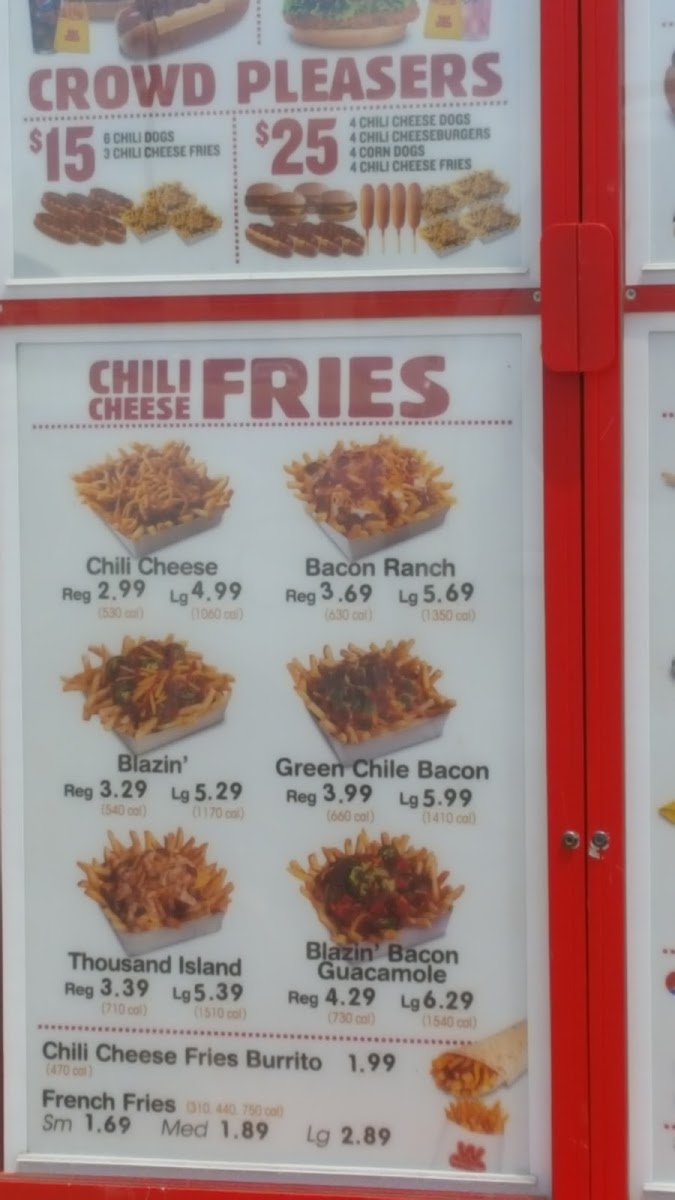 CROWD PLEASERS
$15 6 CHILI DOGS
3 CHILI CHEESE FRIES
$25 4 CHILI CHEESE DOGS
4 CHILI CHEESEBURGERS
4 CORN DOGS
4 CHILI CHEESE FRIES
CHILI CHEESE FRIES
Chili Cheese
Reg 2.99 Lg 4.99
(530 cal) (1060 cal)
Bacon Ranch
Reg 3.69 Lg 5.69
(630 cal) (1350 cal)
Blazin'
Reg 3.29 Lg 5.29
(540 cal) (1170 cal)
Green Chile Bacon
Reg 3.99 Lg 5.99
(660 cal) (1410 cal)
Thousand Island
Reg 3.39 Lg 5.39
(710 cal) (1510 cal)
Blazin' Bacon
Guacamole
Reg 4.29 Lg 6.29
(730 cal) (1540 cal)
Chili Cheese Fries Burrito 1.99
(470 cal)
French Fries (310, 440, 750 cal)
Sm 1.69 Med 1.89 Lg 2.89